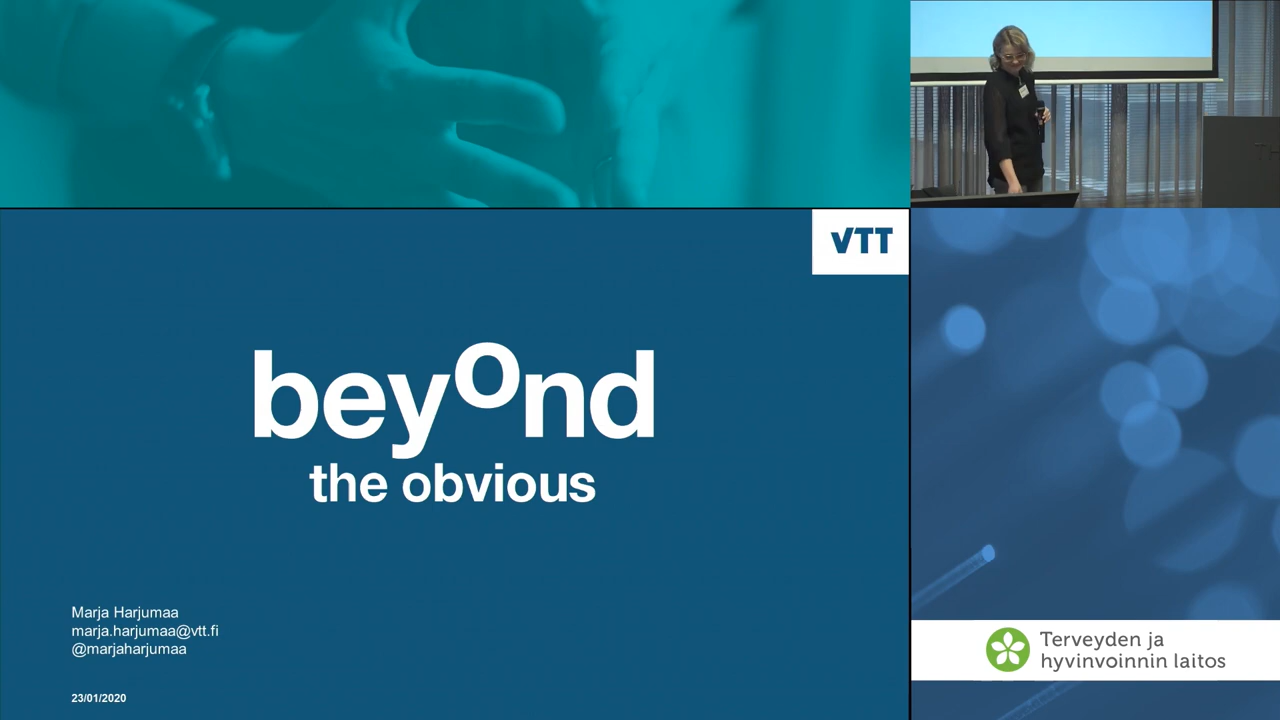 VTT
beyond
the obvious
Marja Harjumaa
marja.harjumaa@vtt.fi
@marjaharjumaa
23/01/2020
Terveyden ja
hyvinvoinnin laitos